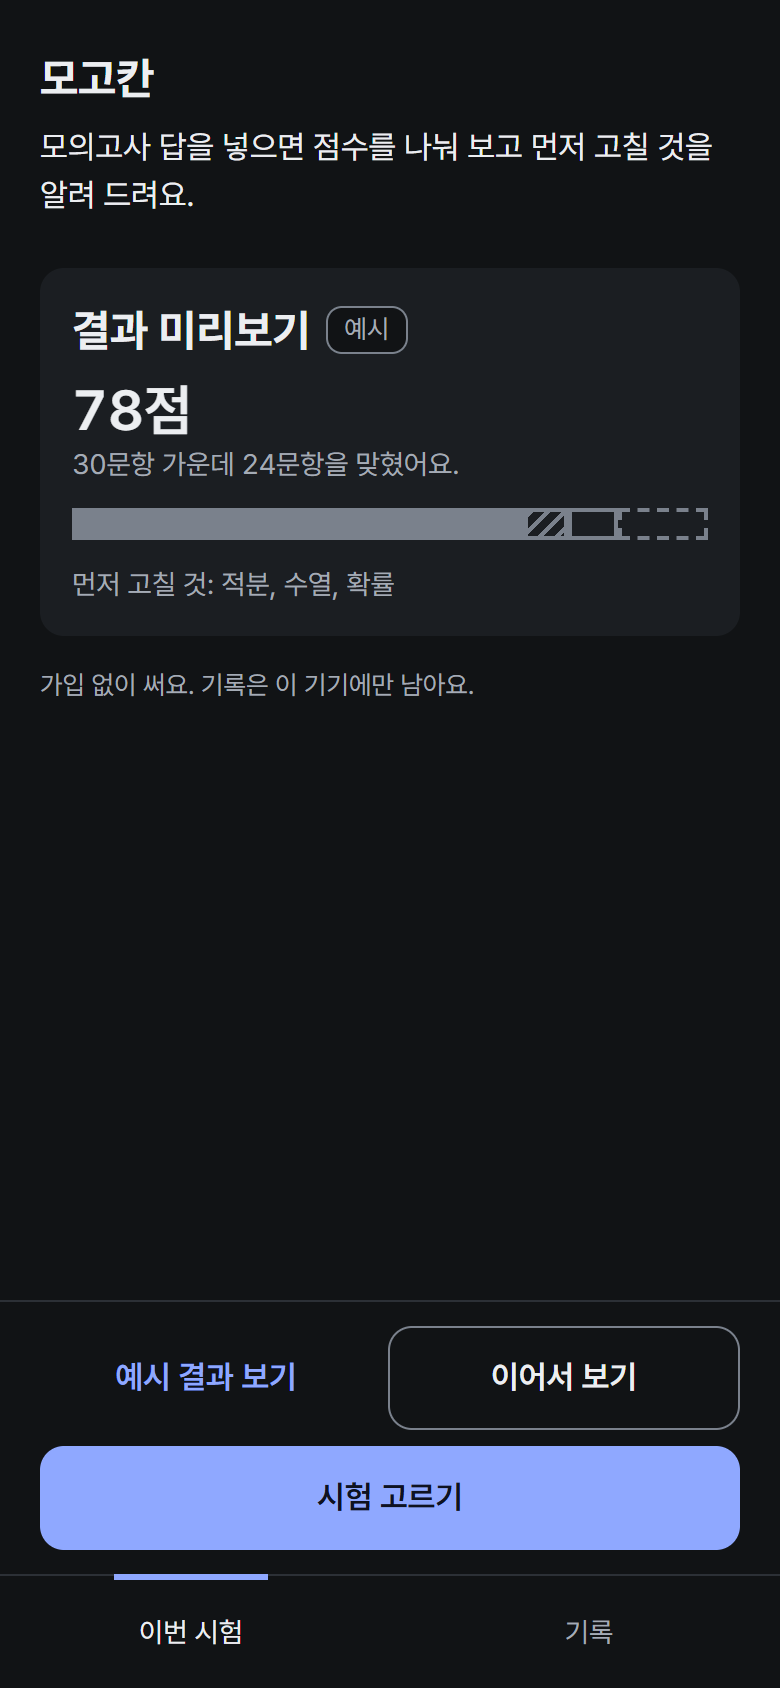 모고칸
모의고사 답을 넣으면 점수를 나눠 보고 먼저 고칠 것을
알려 드려요.
결과 미리보기 예시
78점
30문항 가운데 24문항을 맞혔어요.
먼저 고칠 것: 적분, 수열, 확률
가입 없이 써요. 기록은 이 기기에만 남아요.
예시 결과 보기 이어서 보기
시험 고르기
이번 시험 기록